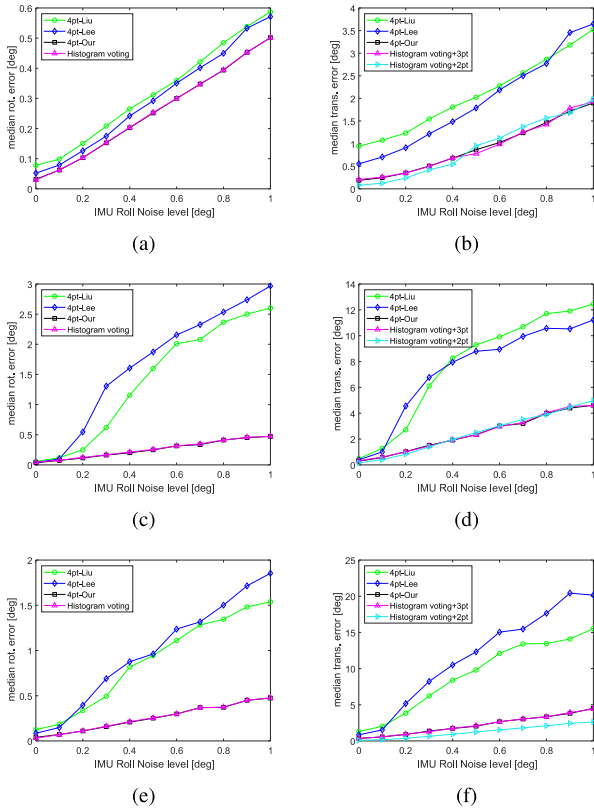 0.6
0.5
0.4
0.3
0.2
0.1
0
median rot. error [deg]
4pt-Liu
4pt-Lee
4pt-Our
Histogram voting
0 0.2 0.4 0.6 0.8 1
IMU Roll Noise level [deg]
(a)
4
3.5
3
2.5
2
1.5
1
0.5
0
median trans. error [deg]
4pt-Liu
4pt-Lee
4pt-Our
Histogram voting+3pt
Histogram voting+2pt
0 0.2 0.4 0.6 0.8 1
IMU Roll Noise level [deg]
(b)
3
2.5
2
1.5
1
0.5
0
median rot. error [deg]
4pt-Liu
4pt-Lee
4pt-Our
Histogram voting
0 0.2 0.4 0.6 0.8 1
IMU Roll Noise level [deg]
(c)
14
12
10
8
6
4
2
0
median trans. error [deg]
4pt-Liu
4pt-Lee
4pt-Our
Histogram voting+3pt
Histogram voting+2pt
0 0.2 0.4 0.6 0.8 1
IMU Roll Noise level [deg]
(d)
2
1.5
1
0.5
0
median rot. error [deg]
4pt-Liu
4pt-Lee
4pt-Our
Histogram voting
0 0.2 0.4 0.6 0.8 1
IMU Roll Noise level [deg]
(e)
25
20
15
10
5
0
median trans. error [deg]
4pt-Liu
4pt-Lee
4pt-Our
Histogram voting+3pt
Histogram voting+2pt
0 0.2 0.4 0.6 0.8 1
IMU Roll Noise level [deg]
(f)